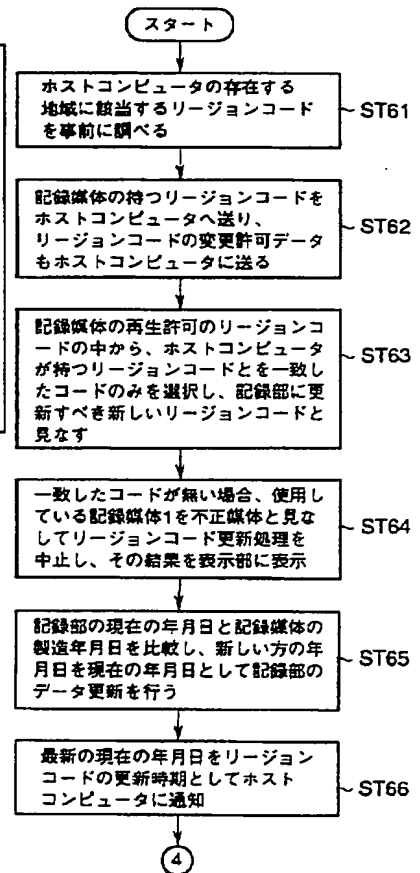 スタート
ホストコンピュータの存在する
地域に該当するリージョンコード
を事前に調べる
ST61
記録媒体の持つリージョンコードを
ホストコンピュータへ送り、
リージョンコードの変更許可データ
もホストコンピュータに送る
ST62
記録媒体の再生許可のリージョンコ
ードの中から、ホストコンピュータ
が持つリージョンコードとを一致し
たコードのみを選択し、記録部に更
新すべき新しいリージョンコードと
見なす
ST63
一致したコードが無い場合、使用し
ている記録媒体1を不正媒体と見な
してリージョンコード更新処理を
中止し、その結果を表示部に表示
ST64
記録部の現在の年月日と記録媒体の
製造年月日を比較し、新しい方の年
月日を現在の年月日として記録部の
データ更新を行う
ST65
最新の現在の年月日をリージョン
コードの更新時期としてホスト
コンピュータに通知
ST66
4